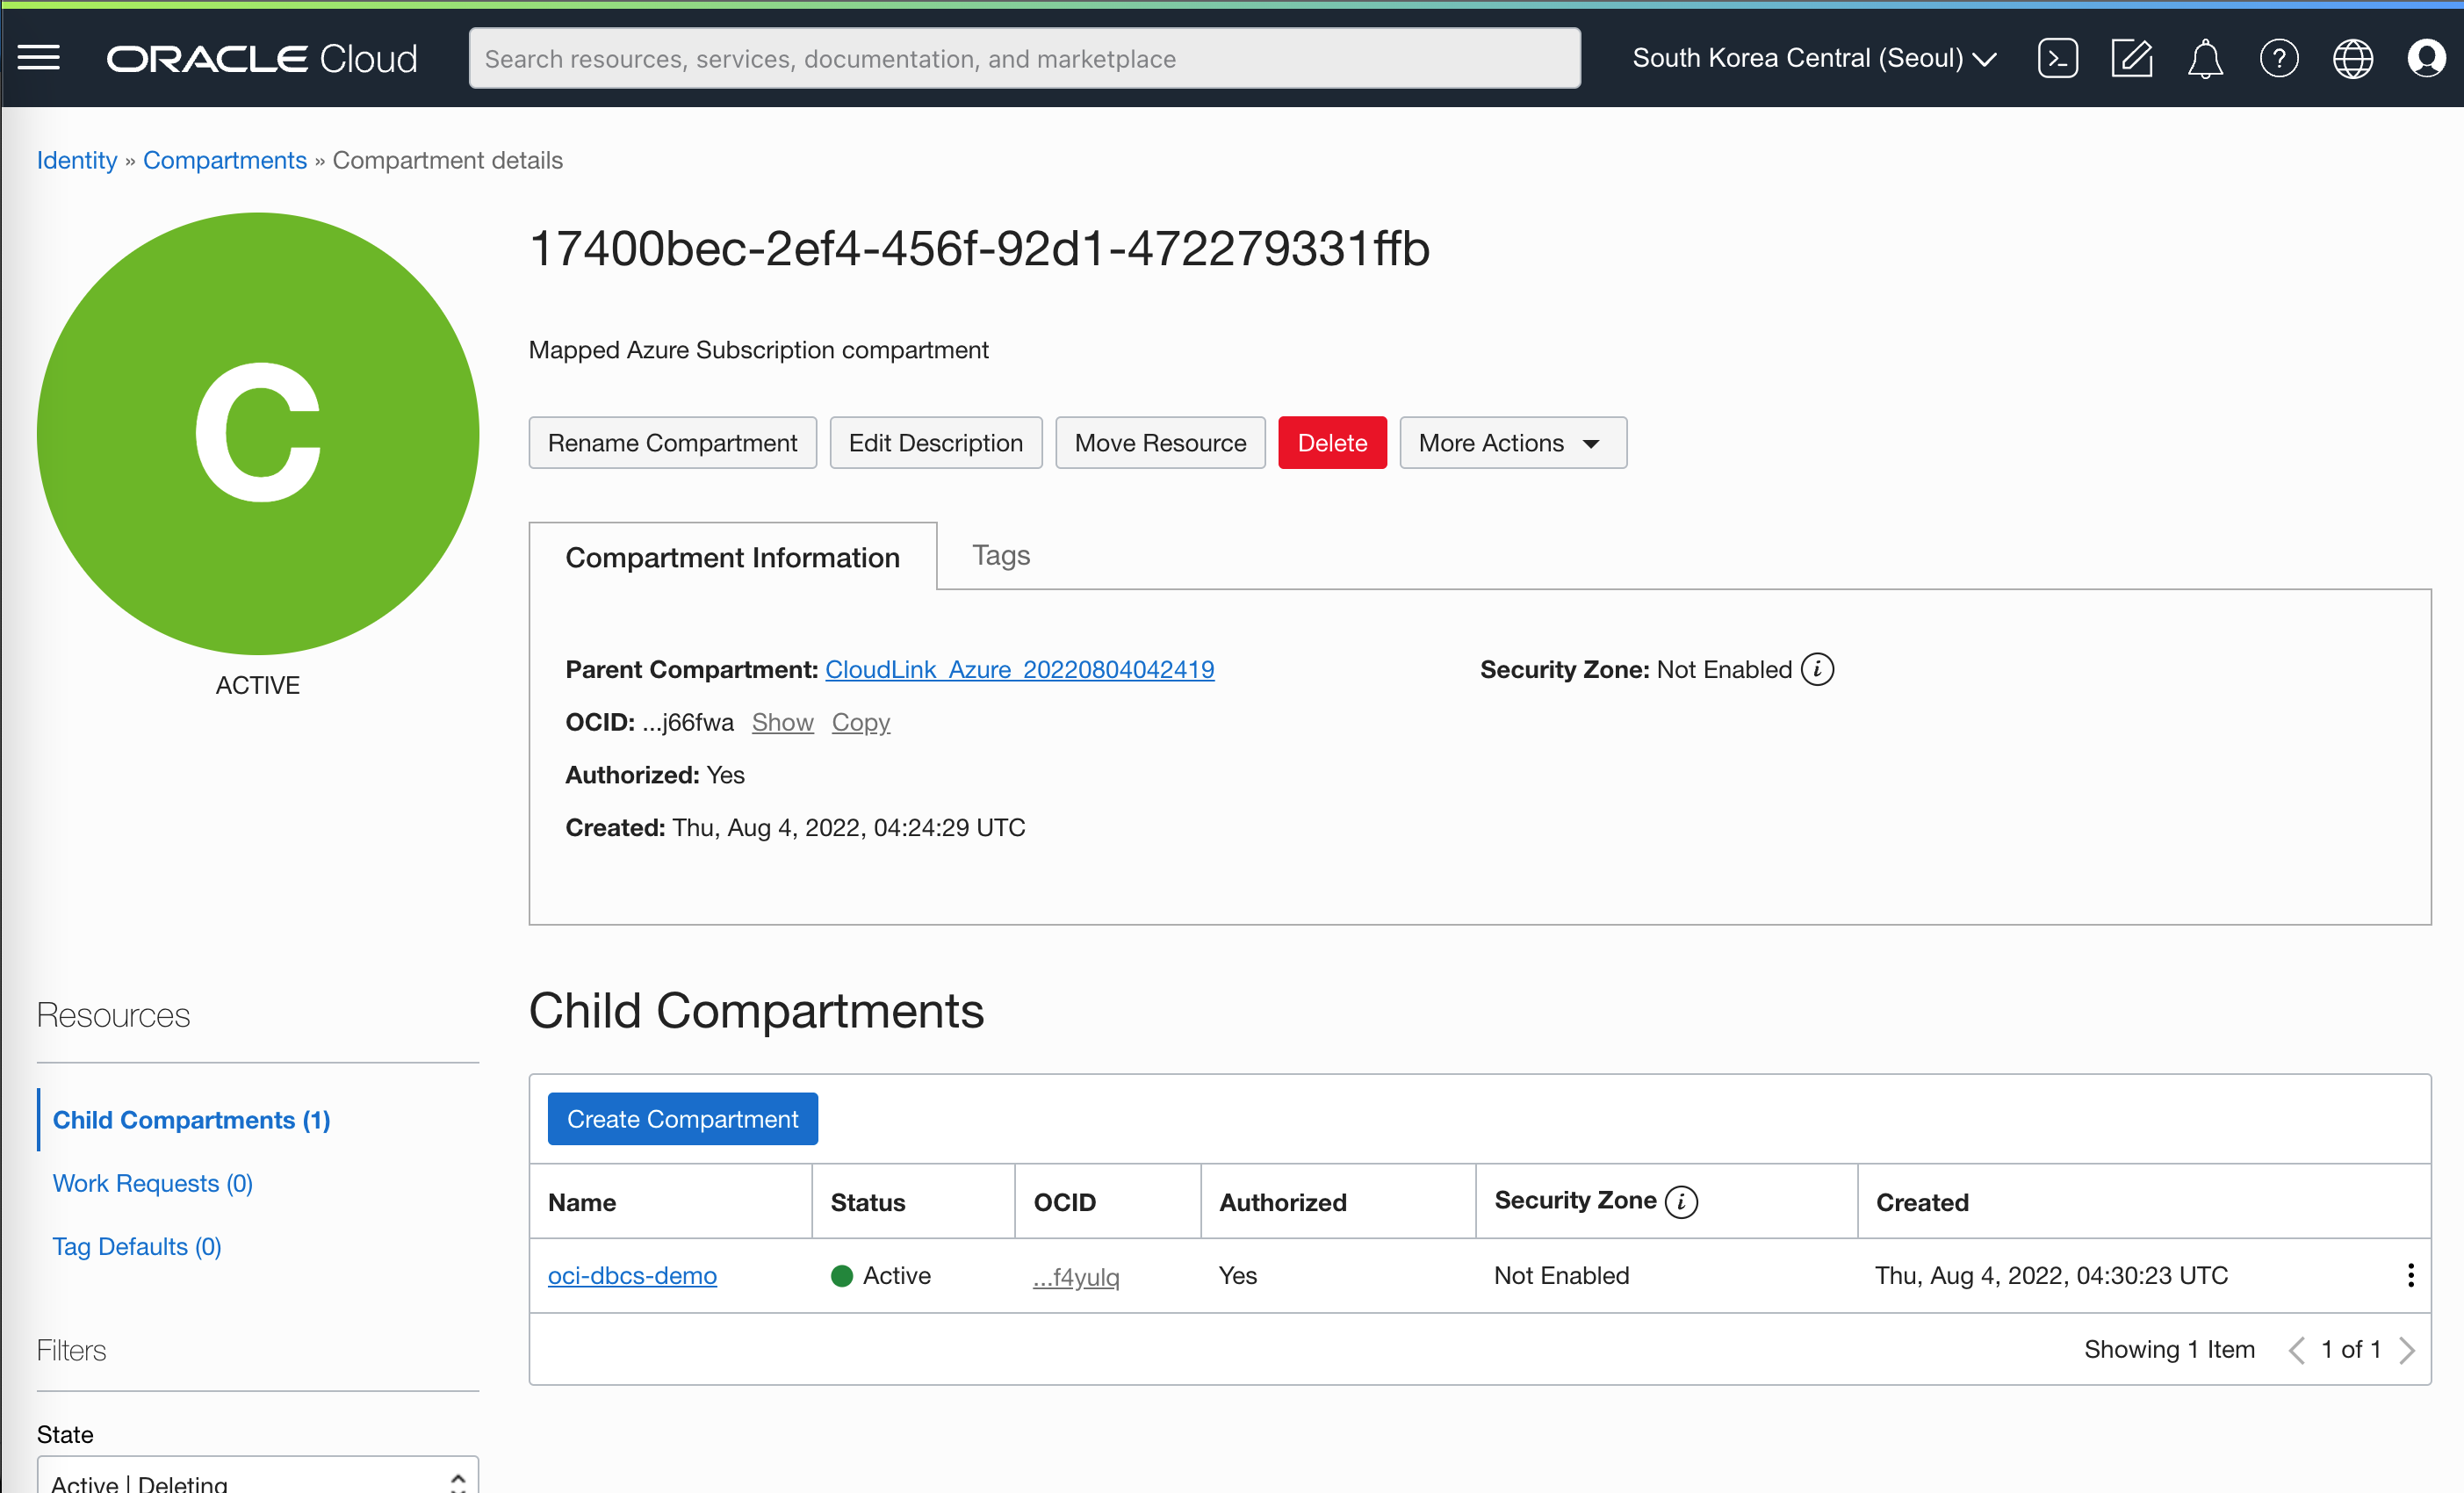 ORACLE Cloud
Search resources, services, documentation, and marketplace
South Korea Central (Seoul)
Identity » Compartments » Compartment details
C
ACTIVE
17400bec-2ef4-456f-92d1-472279331ffb
Mapped Azure Subscription compartment
Rename Compartment
Edit Description
Move Resource
Delete
More Actions
Compartment Information
Tags
Parent Compartment: CloudLink_Azure_20220804042419
OCID: ...j66fwa Show Copy
Authorized: Yes
Created: Thu, Aug 4, 2022, 04:24:29 UTC
Security Zone: Not Enabled i
Resources
Child Compartments (1)
Work Requests (0)
Tag Defaults (0)
Filters
State
Active | Deleting
Child Compartments
Create Compartment
Name Status OCID Authorized Security Zone i Created
oci-dbcs-demo Active ...f4yulq Yes Not Enabled Thu, Aug 4, 2022, 04:30:23 UTC
Showing 1 Item 1 of 1